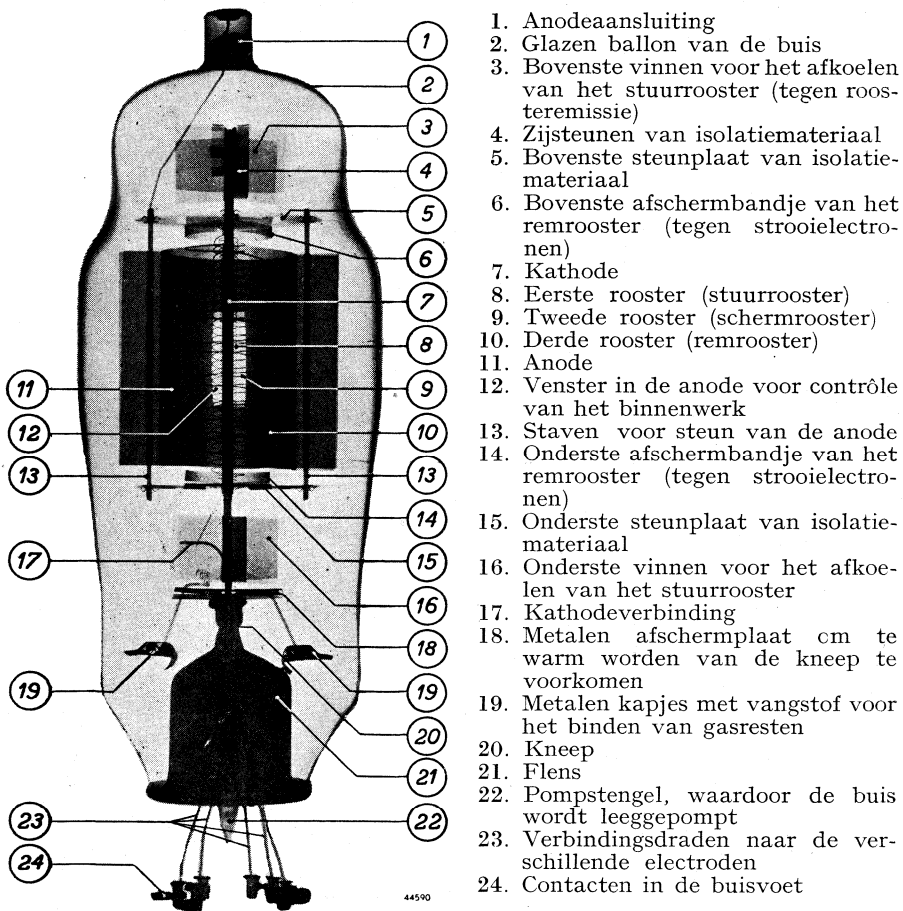 1. Anodeaansluiting
2. Glazen ballon van de buis
3. Bovenste vinnen voor het afkoelen
van het stuurrooster (tegen roos-
teremissie)
4. Zijsteunen van isolatiemateriaal
5. Bovenste steunplaat van isolatie-
materiaal
6. Bovenste afschermbandje van het
remrooster (tegen strooielectro-
nen)
7. Kathode
8. Eerste rooster (stuurrooster)
9. Tweede rooster (schermrooster)
10. Derde rooster (remrooster)
11. Anode
12. Venster in de anode voor contrôle
van het binnenwerk
13. Staven voor steun van de anode
14. Onderste afschermbandje van het
remrooster (tegen strooielectro-
nen)
15. Onderste steunplaat van isolatie-
materiaal
16. Onderste vinnen voor het afkoe-
len van het stuurrooster
17. Kathodeverbinding
18. Metalen afschermplaat cm te
warm worden van de kneep te
voorkomen
19. Metalen kapjes met vangstof voor
het binden van gasresten
20. Kneep
21. Flens
22. Pompstengel, waardoor de buis
wordt leeggepompt
23. Verbindingsdraden naar de ver-
schillende electroden
24. Contacten in de buisvoet
1
2
3
4
5
6
7
8
9
10
11
12
13
13
14
15
16
17
18
19
19
20
21
22
23
24
44590